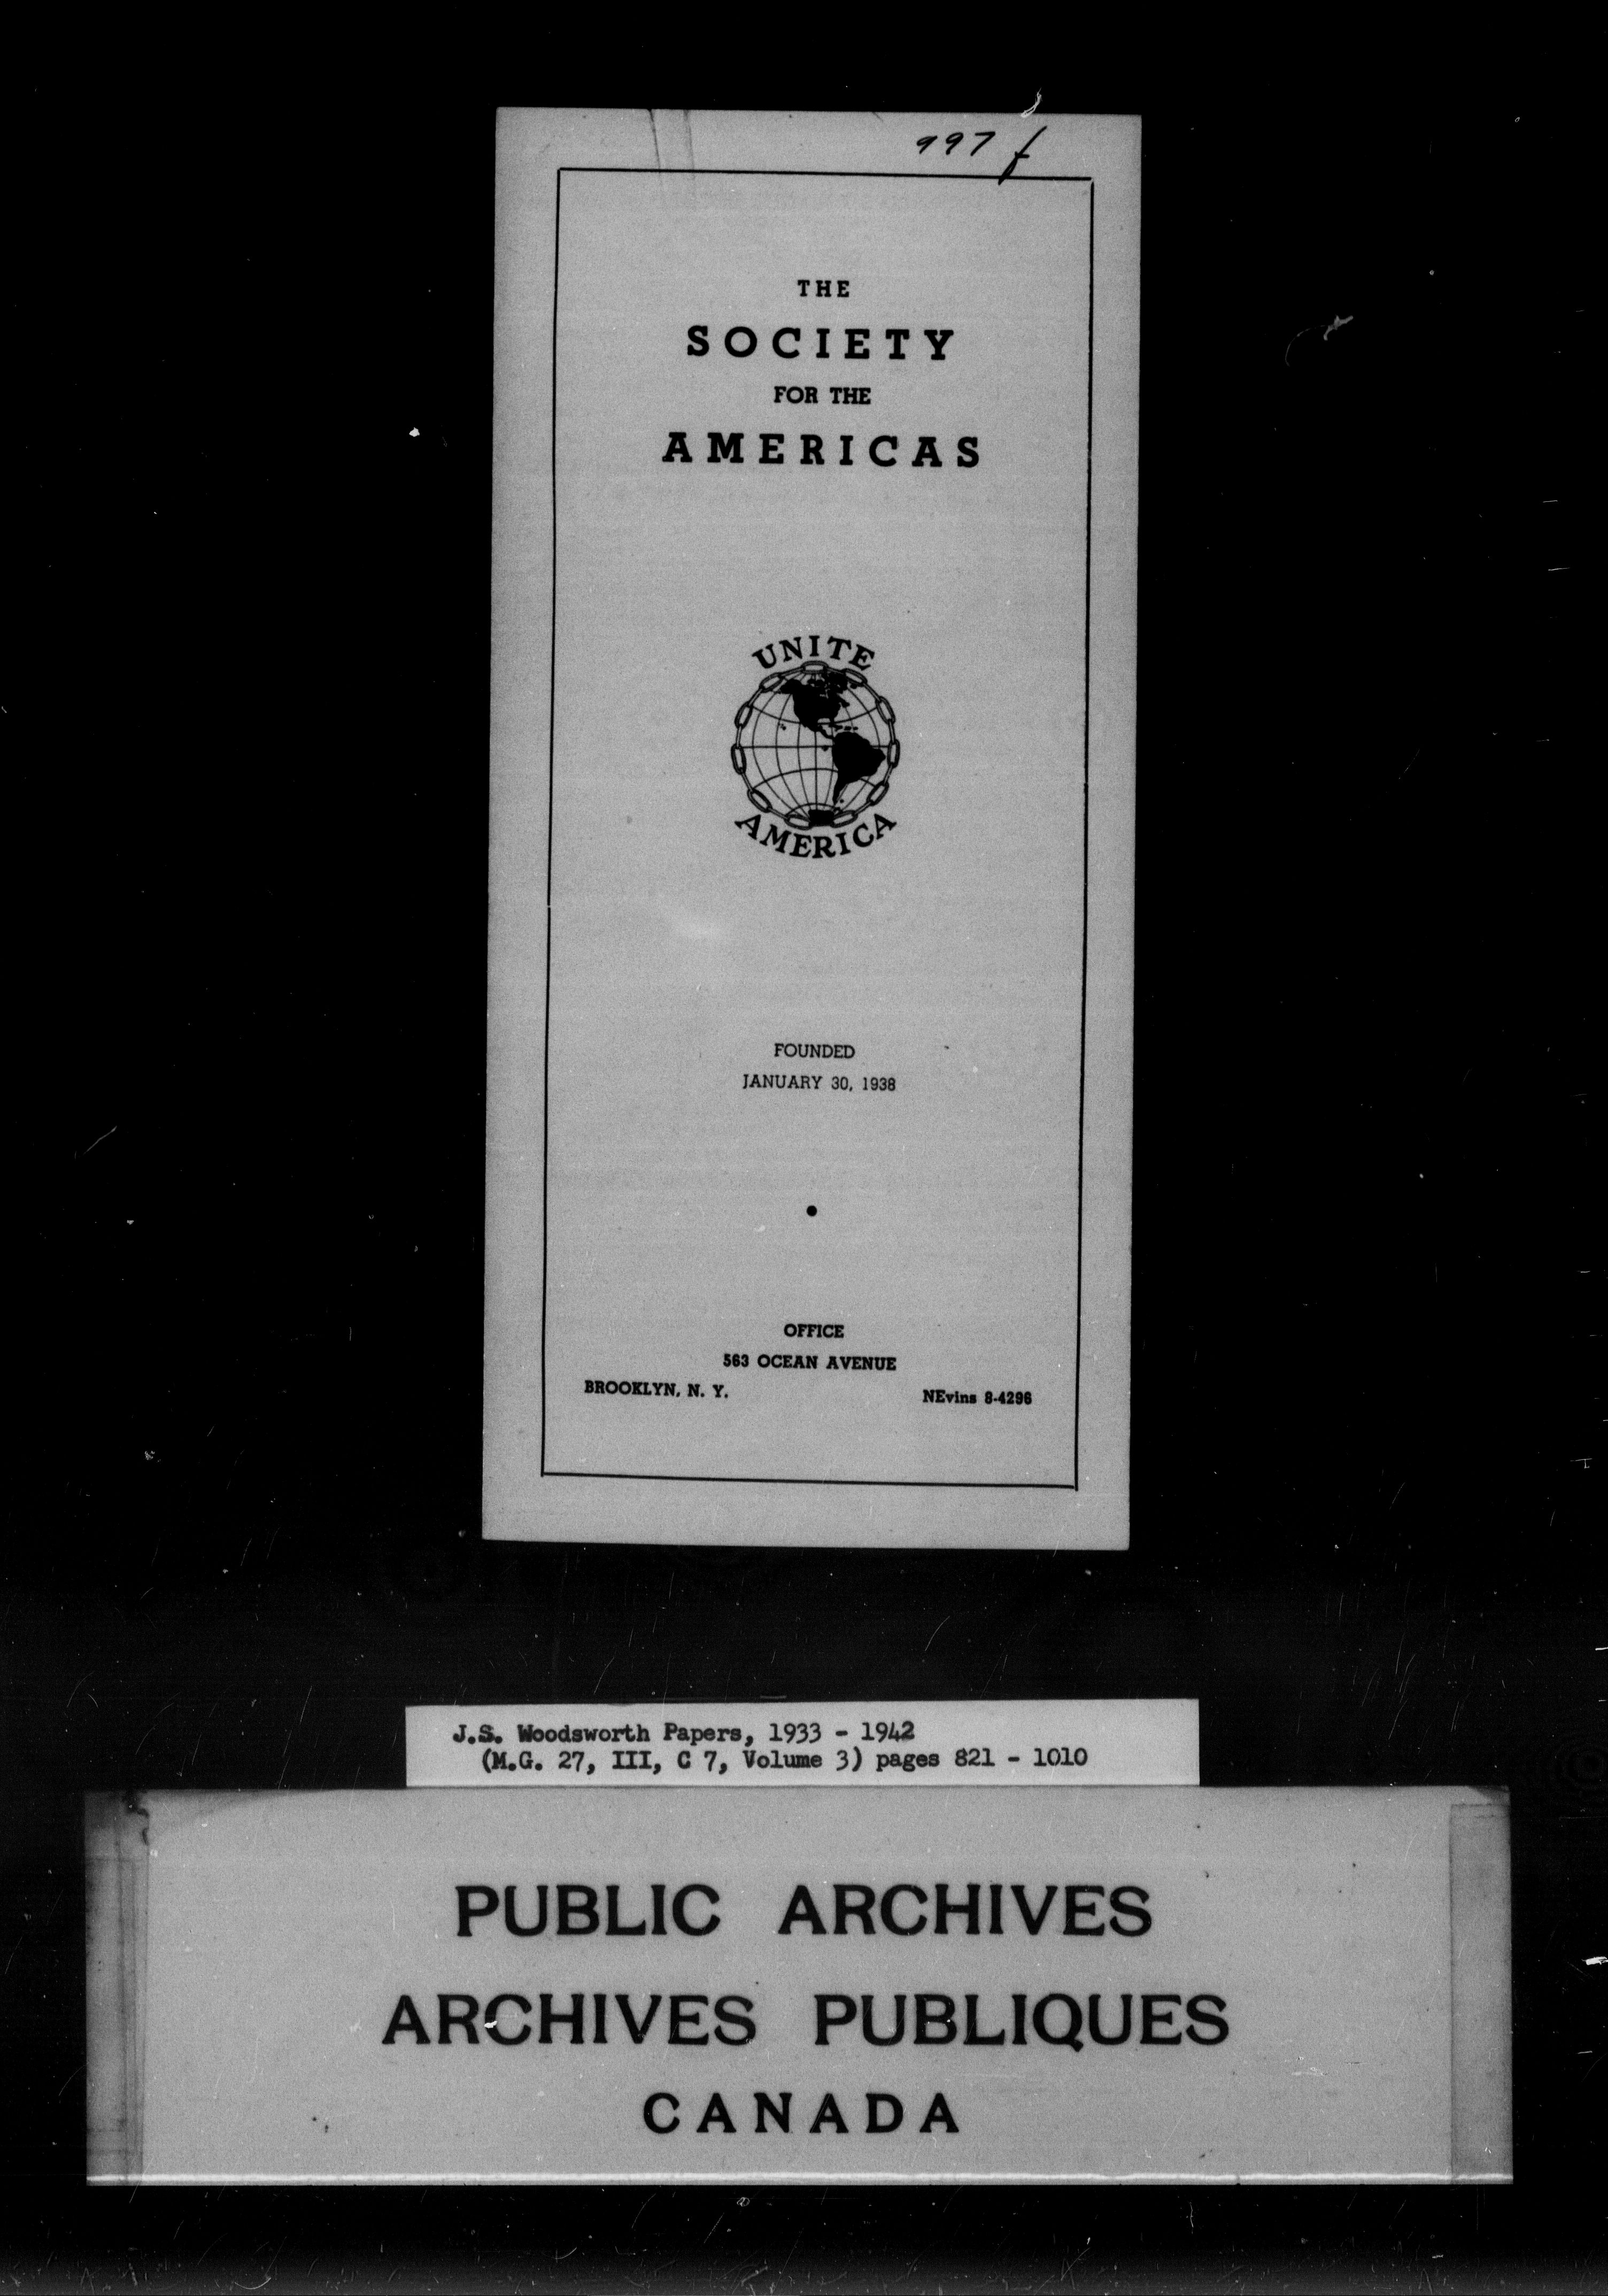 997 f
THE
SOCIETY
FOR THE
AMERICAS
UNITE
AMERICA
FOUNDED
JANUARY 30, 1938
OFFICE
563 OCEAN AVENUE
BROOKLYN, N. Y. NEvins 8-4296
J.S. Woodsworth Papers, 1933 - 1942
(M.G. 27, III, C 7, Volume 3) pages 821 - 1010
PUBLIC ARCHIVES
ARCHIVES PUBLIQUES
CANADA